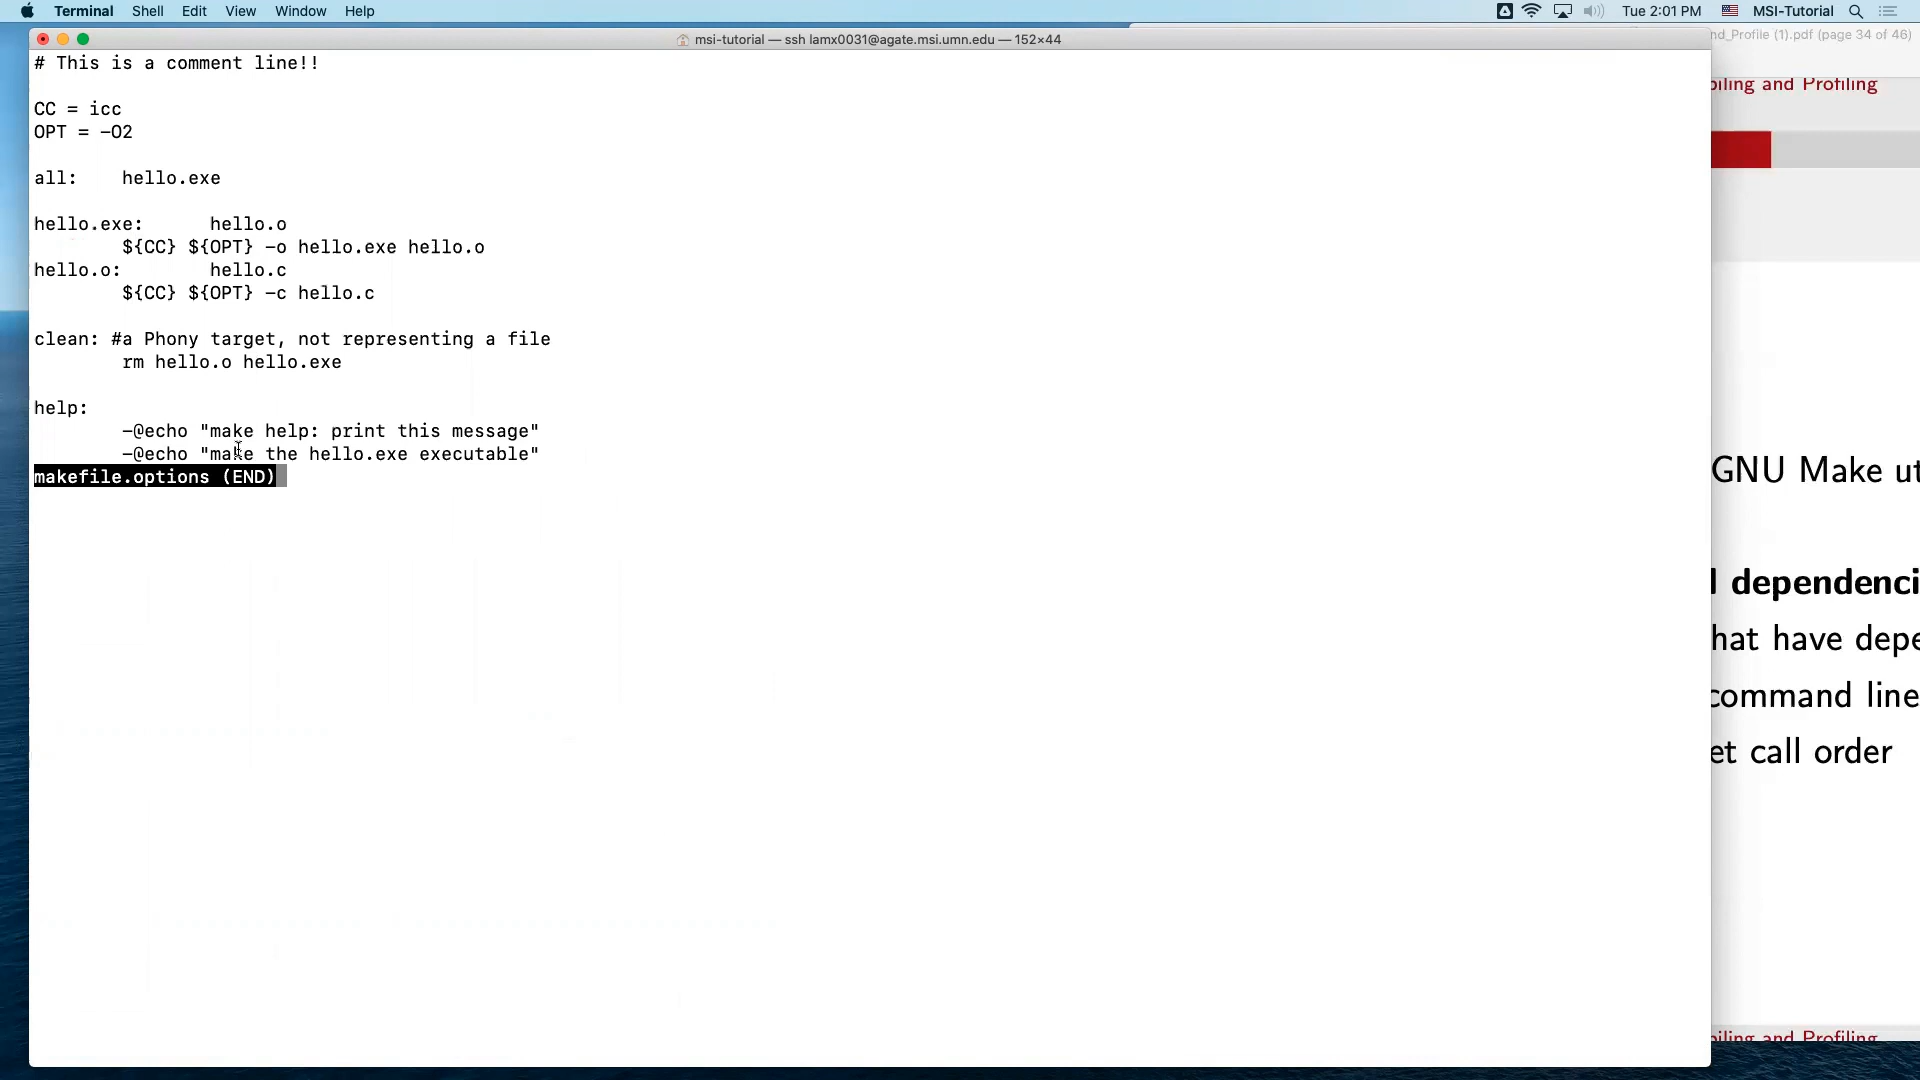 Terminal Shell Edit View Window Help Tue 2:01 PM MSI-Tutorial
msi-tutorial — ssh lamx0031@agate.msi.umn.edu — 152×44
nd_Profile (1).pdf (page 34 of 46)
# This is a comment line!!
piling and Profiling
CC = icc
OPT = -O2
all: hello.exe
hello.exe: hello.o
${CC} ${OPT} -o hello.exe hello.o
hello.o: hello.c
${CC} ${OPT} -c hello.c
clean: #a Phony target, not representing a file
rm hello.o hello.exe
help:
-@echo "make help: print this message"
-@echo "make the hello.exe executable"
makefile.options (END)
GNU Make ut
l dependenci
hat have depe
command line
et call order
piling and Profiling